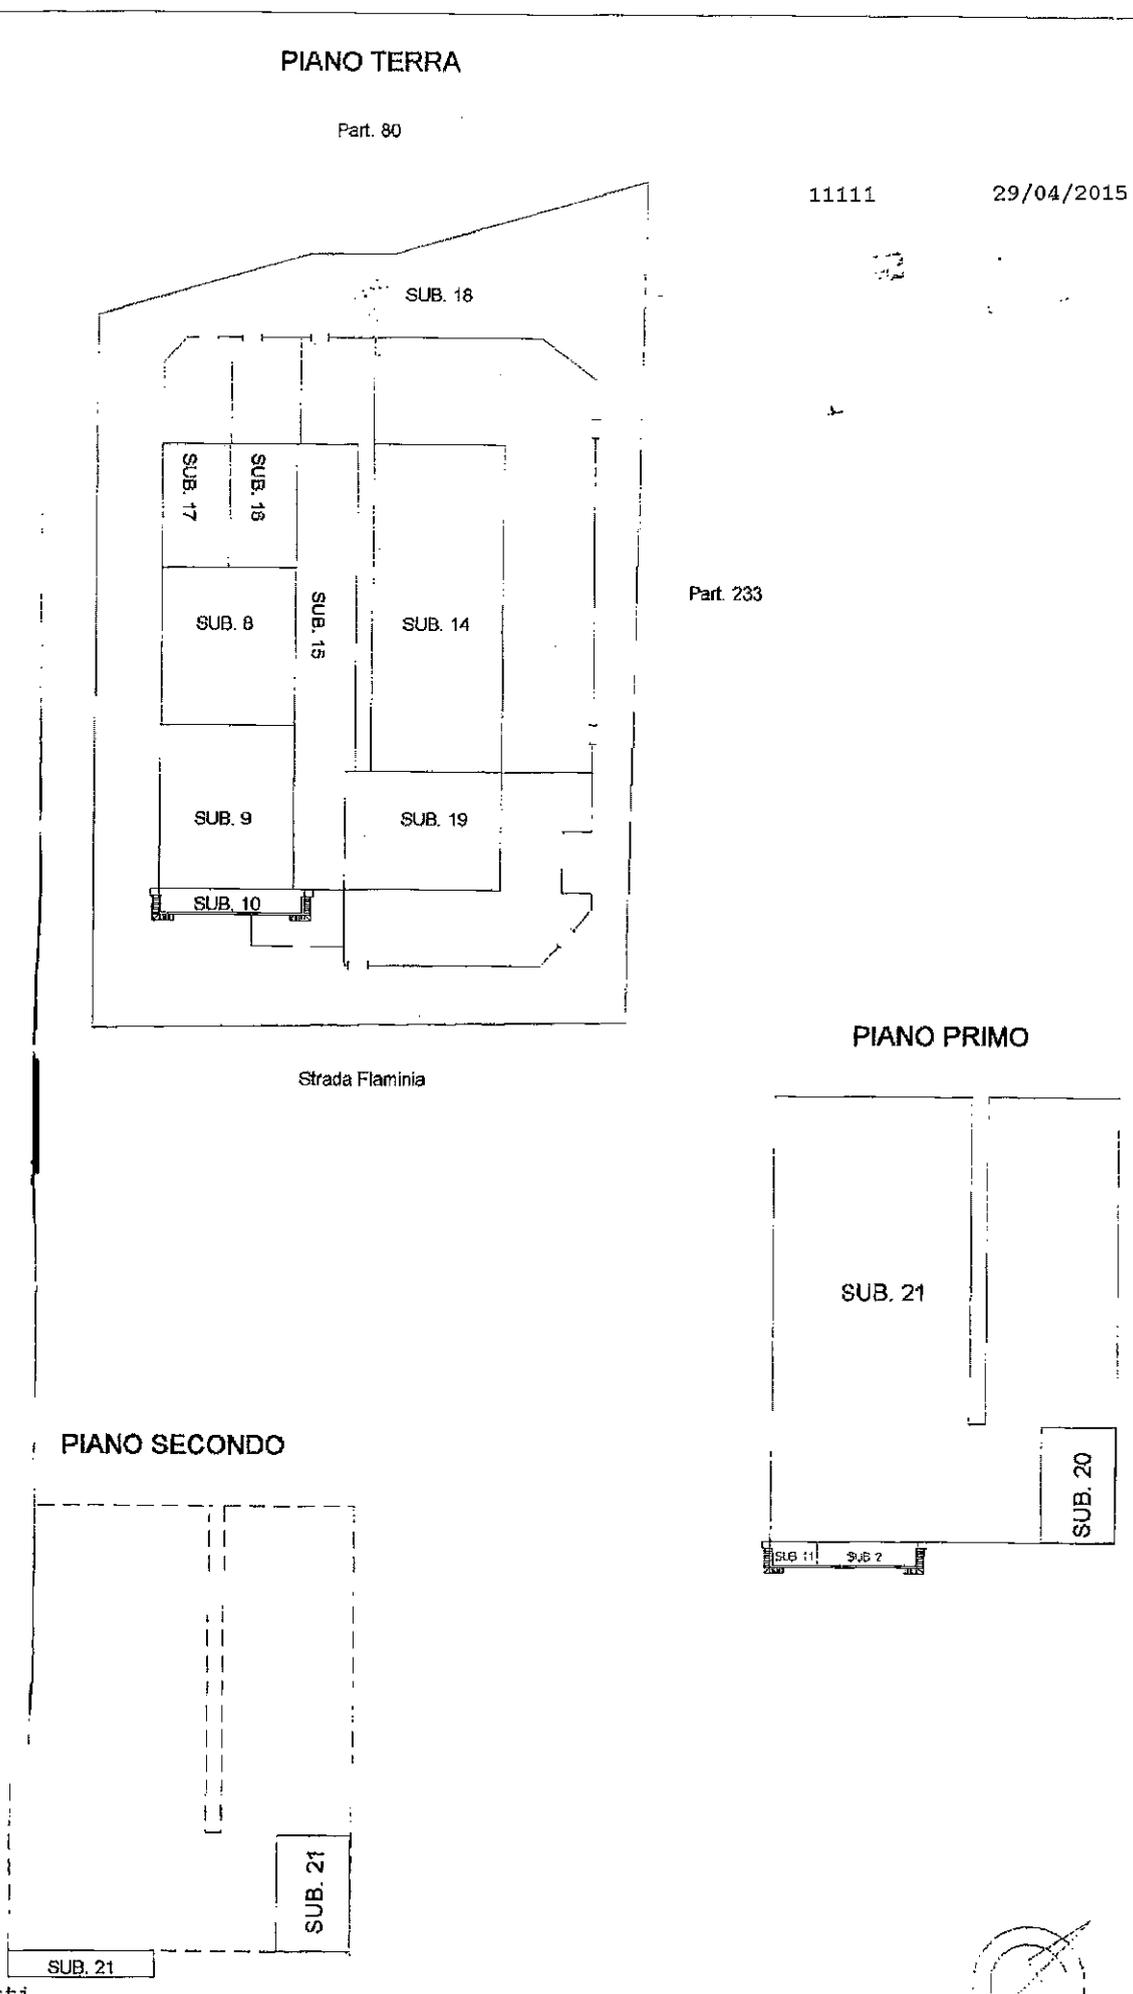 PIANO TERRA
Part. 80
11111 29/04/2015
SUB. 18
SUB. 17
SUB. 16
SUB. 8
SUB. 15
SUB. 14
Part. 233
SUB. 9
SUB. 19
SUB. 10
Strada Flaminia
PIANO PRIMO
SUB. 21
SUB. 20
SUB 11
SUB 2
PIANO SECONDO
SUB. 21
SUB. 21